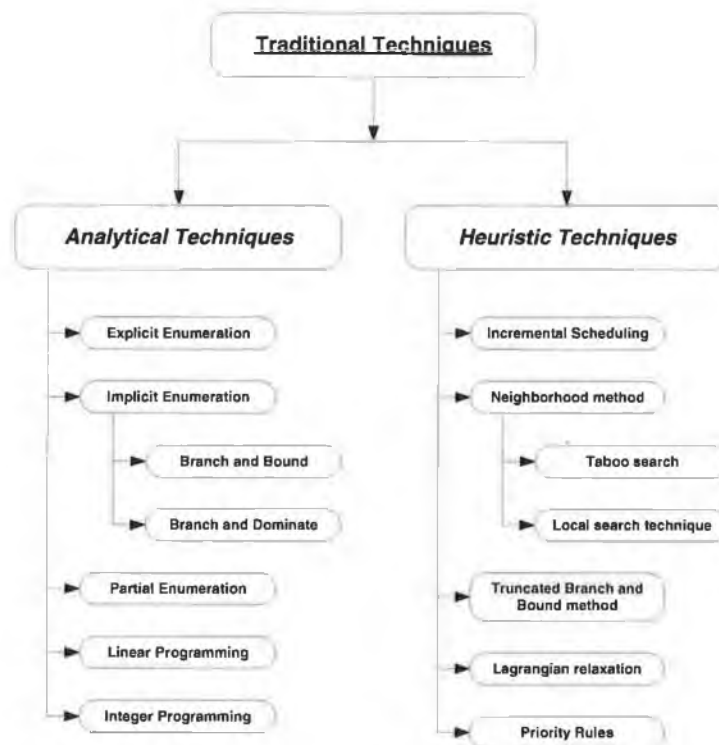 Traditional Techniques
Analytical Techniques
Explicit Enumeration
Implicit Enumeration
Branch and Bound
Branch and Dominate
Partial Enumeration
Linear Programming
Integer Programming
Heuristic Techniques
Incremental Scheduling
Neighborhood method
Taboo search
Local search technique
Truncated Branch and
Bound method
Lagrangian relaxation
Priority Rules